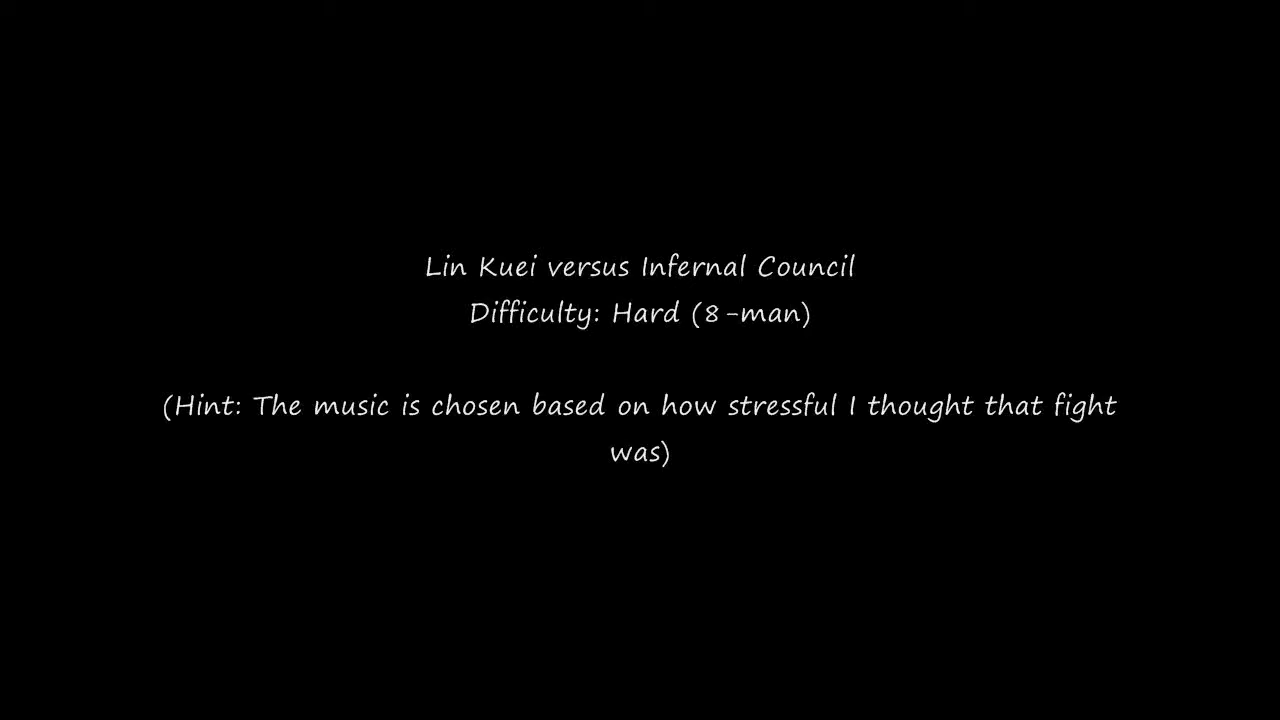 Lin Kuei versus Infernal Council
Difficulty: Hard (8-man)
(Hint: The music is chosen based on how stressful I thought that fight
was)